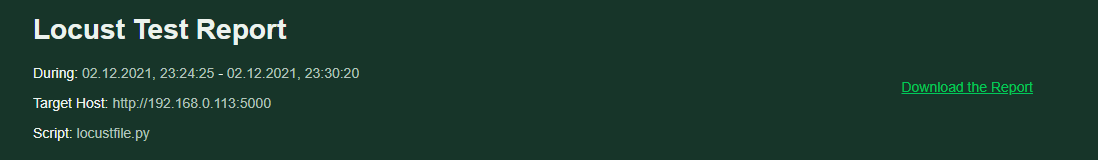 Locust Test Report
During: 02.12.2021, 23:24:25 - 02.12.2021, 23:30:20
Target Host: http://192.168.0.113:5000
Download the Report
Script: locustfile.py